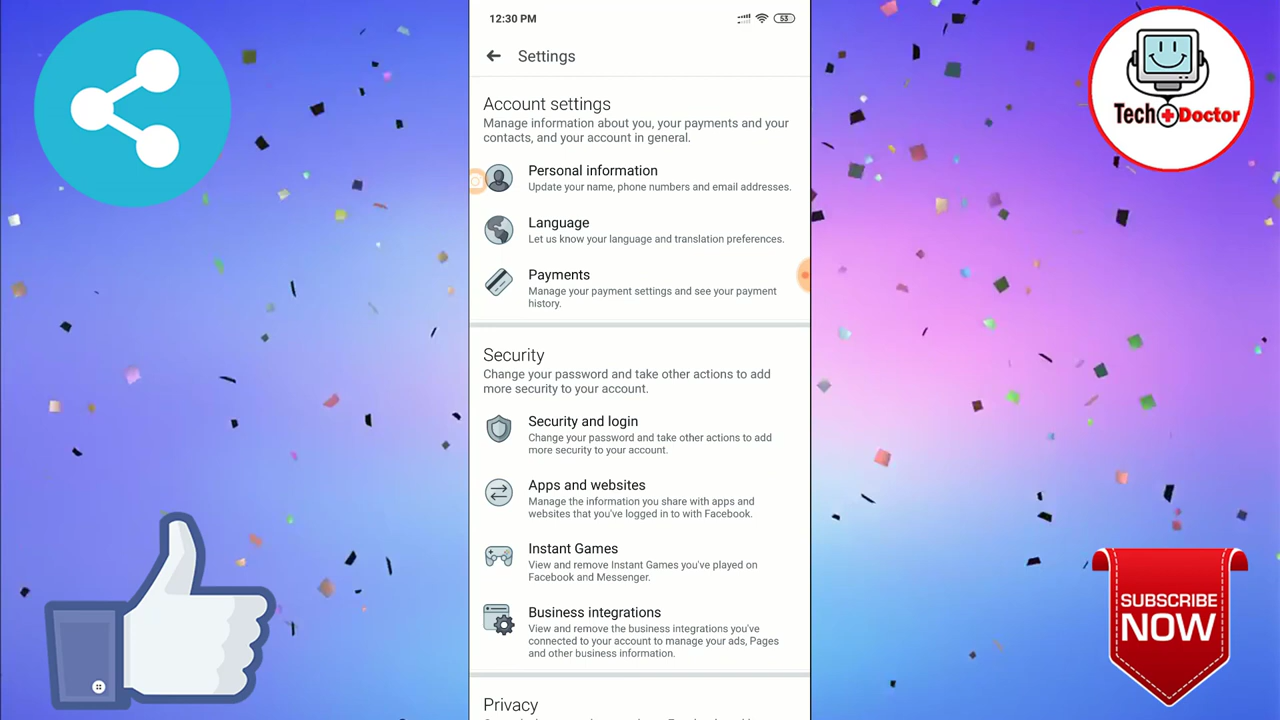 12:30 PM
53
Settings
Account settings
Manage information about you, your payments and your
contacts, and your account in general.
Personal information
Update your name, phone numbers and email addresses.
Language
Let us know your language and translation preferences.
Payments
Manage your payment settings and see your payment
history.
Security
Change your password and take other actions to add
more security to your account.
Security and login
Change your password and take other actions to add
more security to your account.
Apps and websites
Manage the information you share with apps and
websites that you've logged in to with Facebook.
Instant Games
View and remove Instant Games you've played on
Facebook and Messenger.
Business integrations
View and remove the business integrations you've
connected to your account to manage your ads, Pages
and other business information.
Privacy
Tech Doctor
SUBSCRIBE
NOW